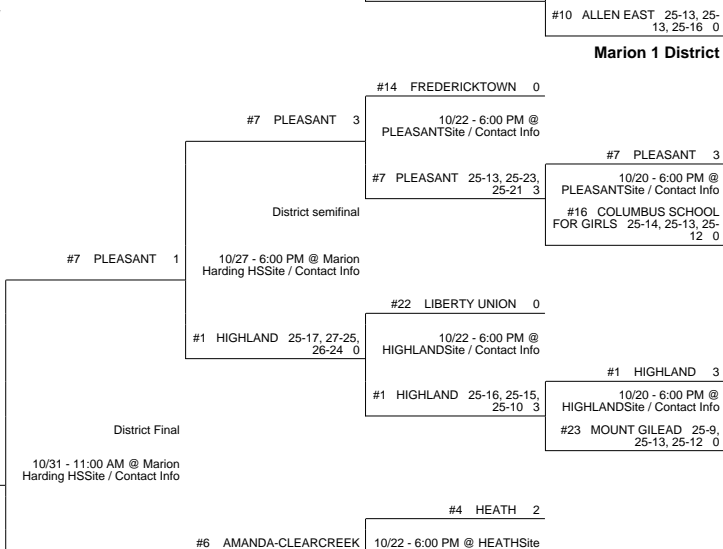 #10 ALLEN EAST 25-13, 25-
13, 25-16 0
Marion 1 District
#14 FREDERICKTOWN 0
#7 PLEASANT 3
10/22 - 6:00 PM @
PLEASANTSite / Contact Info
#7 PLEASANT 3
#7 PLEASANT 25-13, 25-23,
25-21 3
10/20 - 6:00 PM @
PLEASANTSite / Contact Info
District semifinal
#16 COLUMBUS SCHOOL
FOR GIRLS 25-14, 25-13, 25-
12 0
#7 PLEASANT 1
10/27 - 6:00 PM @ Marion
Harding HSSite / Contact Info
#22 LIBERTY UNION 0
#1 HIGHLAND 25-17, 27-25,
26-24 0
10/22 - 6:00 PM @
HIGHLANDSite / Contact Info
#1 HIGHLAND 3
#1 HIGHLAND 25-16, 25-15,
25-10 3
10/20 - 6:00 PM @
HIGHLANDSite / Contact Info
District Final
#23 MOUNT GILEAD 25-9,
25-13, 25-12 0
10/31 - 11:00 AM @ Marion
Harding HSSite / Contact Info
#4 HEATH 2
#6 AMANDA-CLEARCREEK
10/22 - 6:00 PM @ HEATHSite